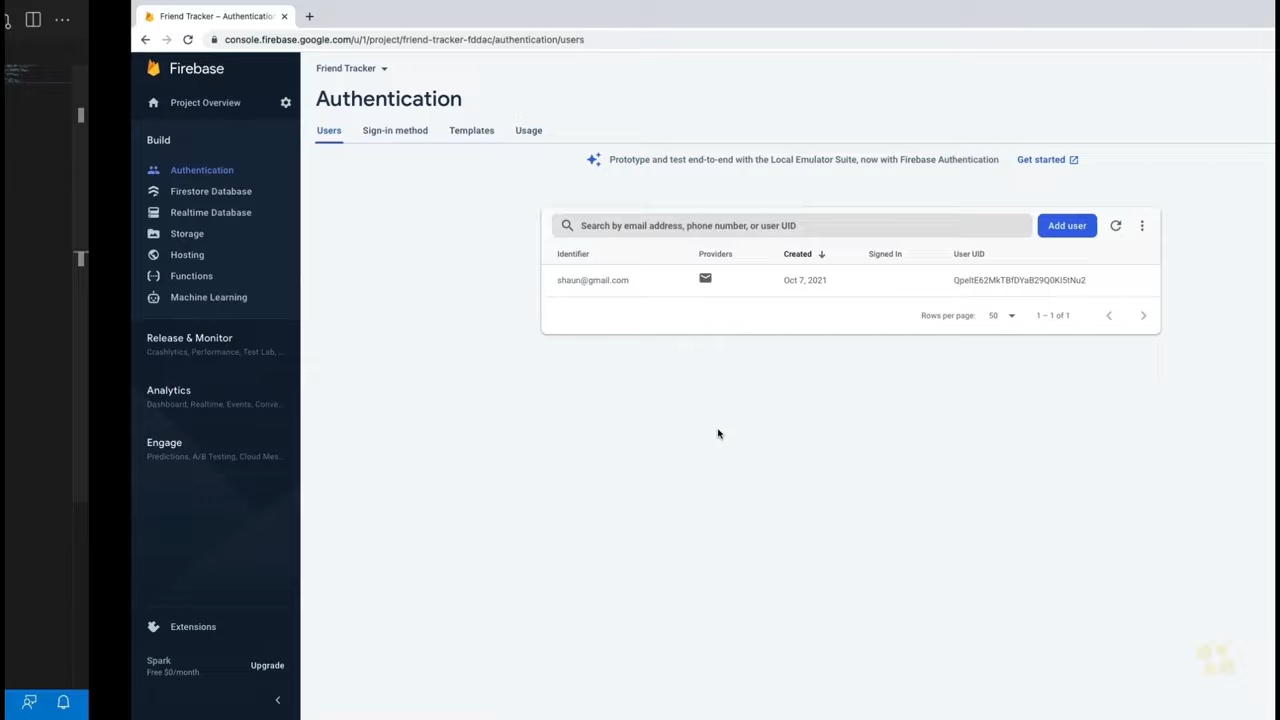 Friend Tracker – Authentication
console.firebase.google.com/u/1/project/friend-tracker-fddac/authentication/users
Firebase
Friend Tracker
Project Overview
Authentication
Users Sign-in method Templates Usage
Build
Prototype and test end-to-end with the Local Emulator Suite, now with Firebase Authentication Get started
Authentication
Firestore Database
Realtime Database
Storage
Hosting
Functions
Machine Learning
Search by email address, phone number, or user UID Add user
Identifier Providers Created Signed In User UID
shaun@gmail.com Oct 7, 2021 QpeltE62MkTBfDYaB29Q0KI5tNu2
Rows per page: 50 1 – 1 of 1
Release & Monitor
Crashlytics, Performance, Test Lab, ...
Analytics
Dashboard, Realtime, Events, Conve...
Engage
Predictions, A/B Testing, Cloud Mes...
Extensions
Spark
Free $0/month
Upgrade